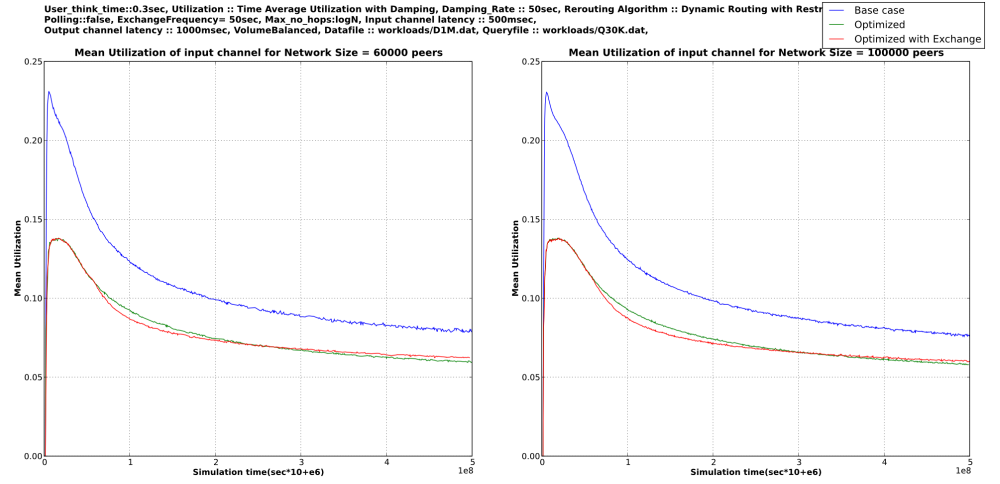 User_think_time::0.3sec, Utilization :: Time Average Utilization with Damping, Damping_Rate :: 50sec, Rerouting Algorithm :: Dynamic Routing with Restr
Polling::false, ExchangeFrequency= 50sec, Max_no_hops:logN, Input channel latency :: 500msec,
Output channel latency :: 1000msec, VolumeBalanced, Datafile :: workloads/D1M.dat, Queryfile :: workloads/Q30K.dat,
Base case
Optimized
Optimized with Exchange
Mean Utilization of input channel for Network Size = 60000 peers
0.25
0.20
0.15
0.10
0.05
0.00
Mean Utilization
0 1 2 3 4 5
1e8
Simulation time(sec*10+e6)
Mean Utilization of input channel for Network Size = 100000 peers
0.25
0.20
0.15
0.10
0.05
0.00
Mean Utilization
0 1 2 3 4 5
1e8
Simulation time(sec*10+e6)